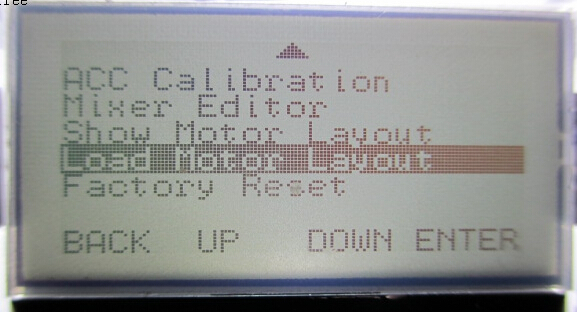 ACC Calibration
Mixer Editor
Show Motor Layout
Load Motor Layout
Factory Reset
BACK UP DOWN ENTER